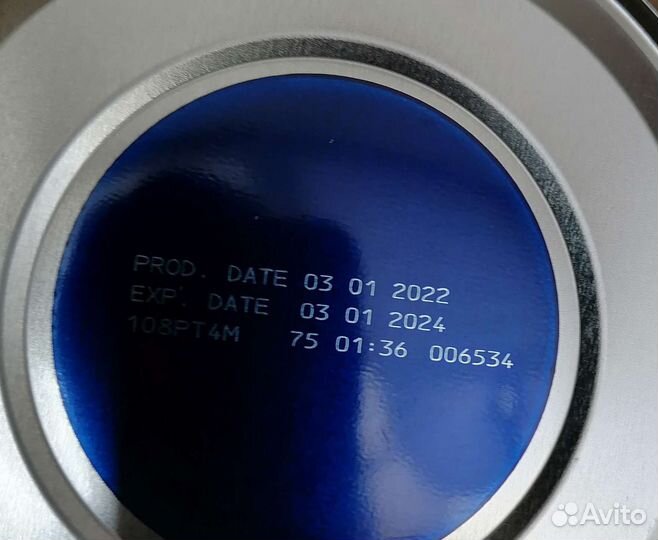 PROD. DATE 03 01 2022
EXP. DATE 03 01 2024
108PT4M 75 01:36 006534
Avito